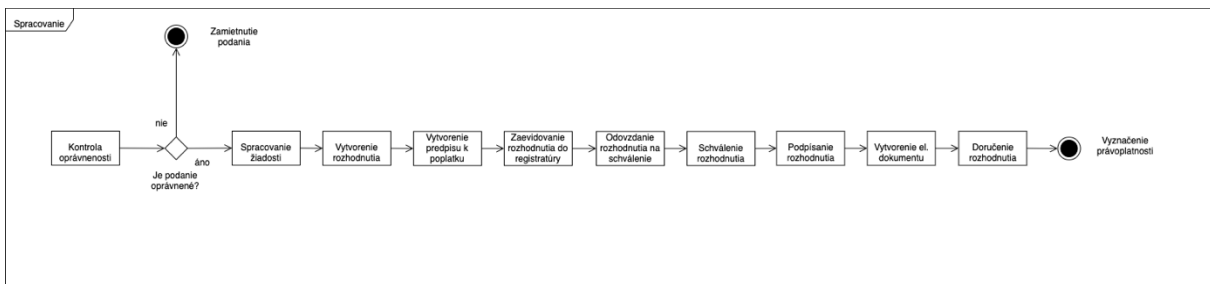 Spracovanie
Zamietnutie
podania
nie
Kontrola
oprávnenosti
áno
Je podanie
oprávnené?
Spracovanie
žiadosti
Vytvorenie
rozhodnutia
Vytvorenie
predpisu k
poplatku
Zaevidovanie
rozhodnutia do
registratúry
Odovzdanie
rozhodnutia na
schválenie
Schválenie
rozhodnutia
Podpísanie
rozhodnutia
Vytvorenie el.
dokumentu
Doručenie
rozhodnutia
Vyznačenie
právoplatnosti